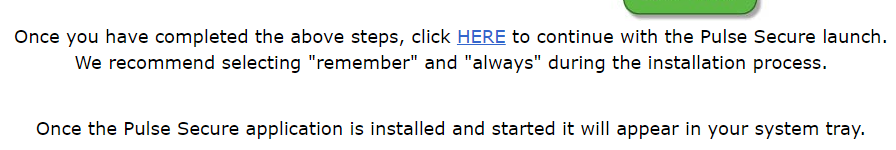 Once you have completed the above steps, click HERE to continue with the Pulse Secure launch.
We recommend selecting "remember" and "always" during the installation process.
Once the Pulse Secure application is installed and started it will appear in your system tray.